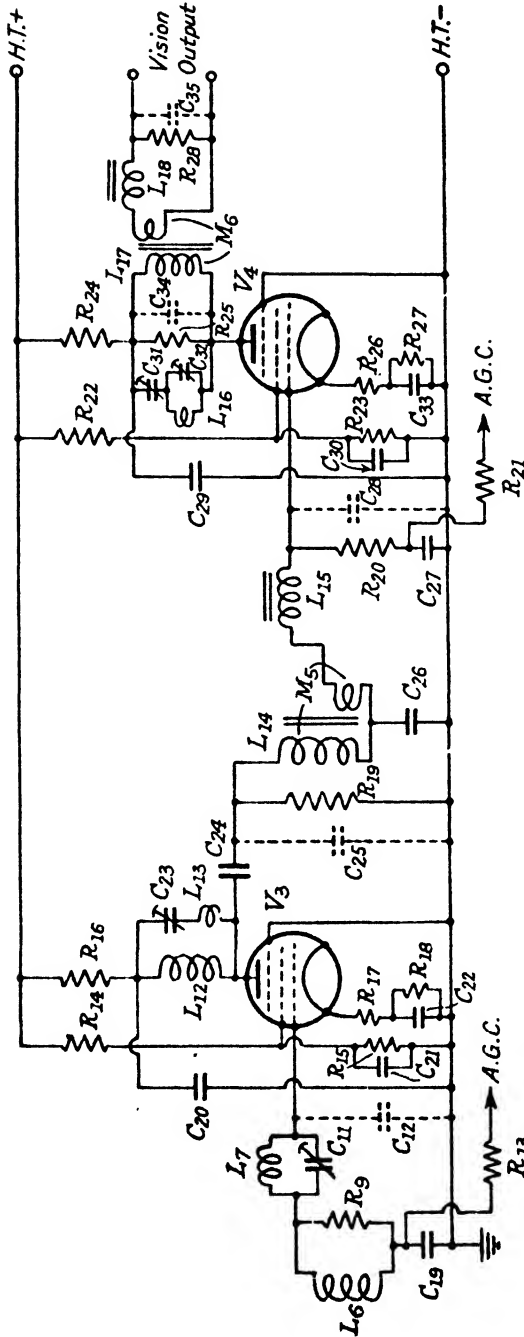 H.T.+
Vision
Output
C35
R28
L18
M6
L17
C34
R25
R24
C31
C32
L16
V4
R22
C29
C30
R23
C28
R26
R27
C33
A.G.C.
R21
R20
C27
L15
M5
L14
C26
R19
C24
C25
C23
L13
V3
R16
L12
R14
C20
R17
R18
R15
C21
C22
A.G.C.
R13
L7
C11
C12
R9
C19
L6
H.T.-